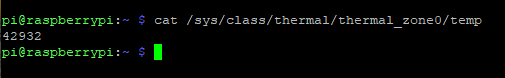 pi@raspberrypi:~ $ cat /sys/class/thermal/thermal_zone0/temp
42932
pi@raspberrypi:~ $